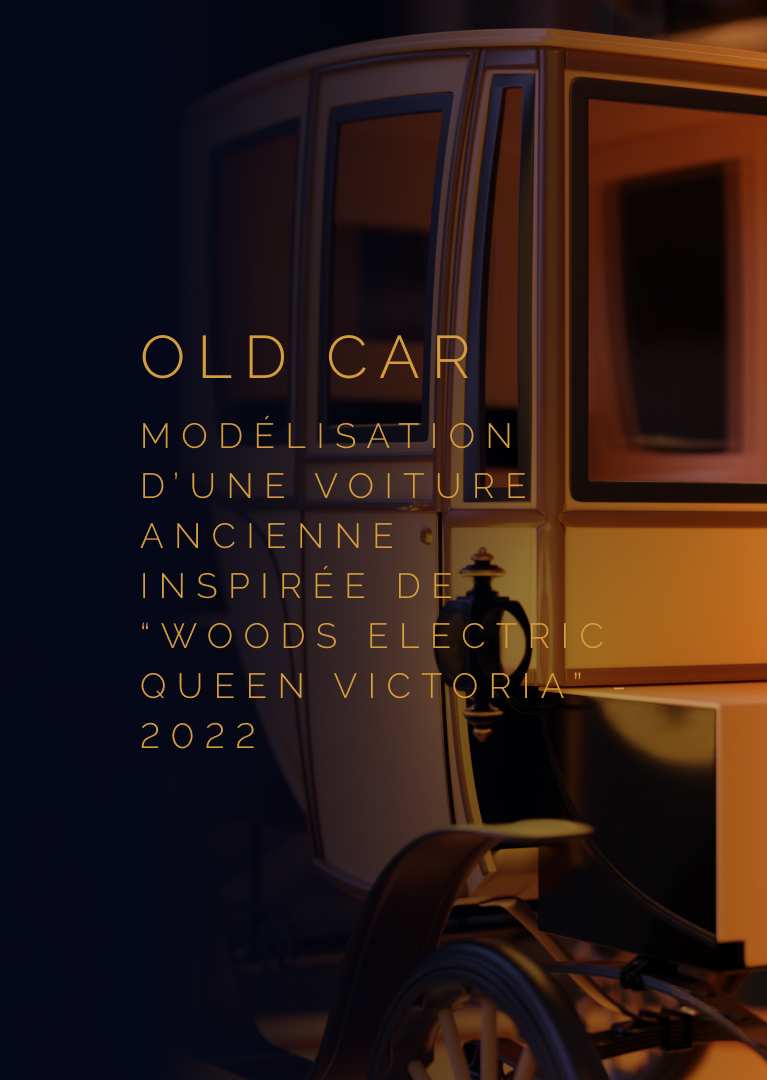 OLD CAR
MODÉLISATION
D’UNE VOITURE
ANCIENNE
INSPIRÉE DE
“WOODS ELECTRIC
QUEEN VICTORIA” -
2022